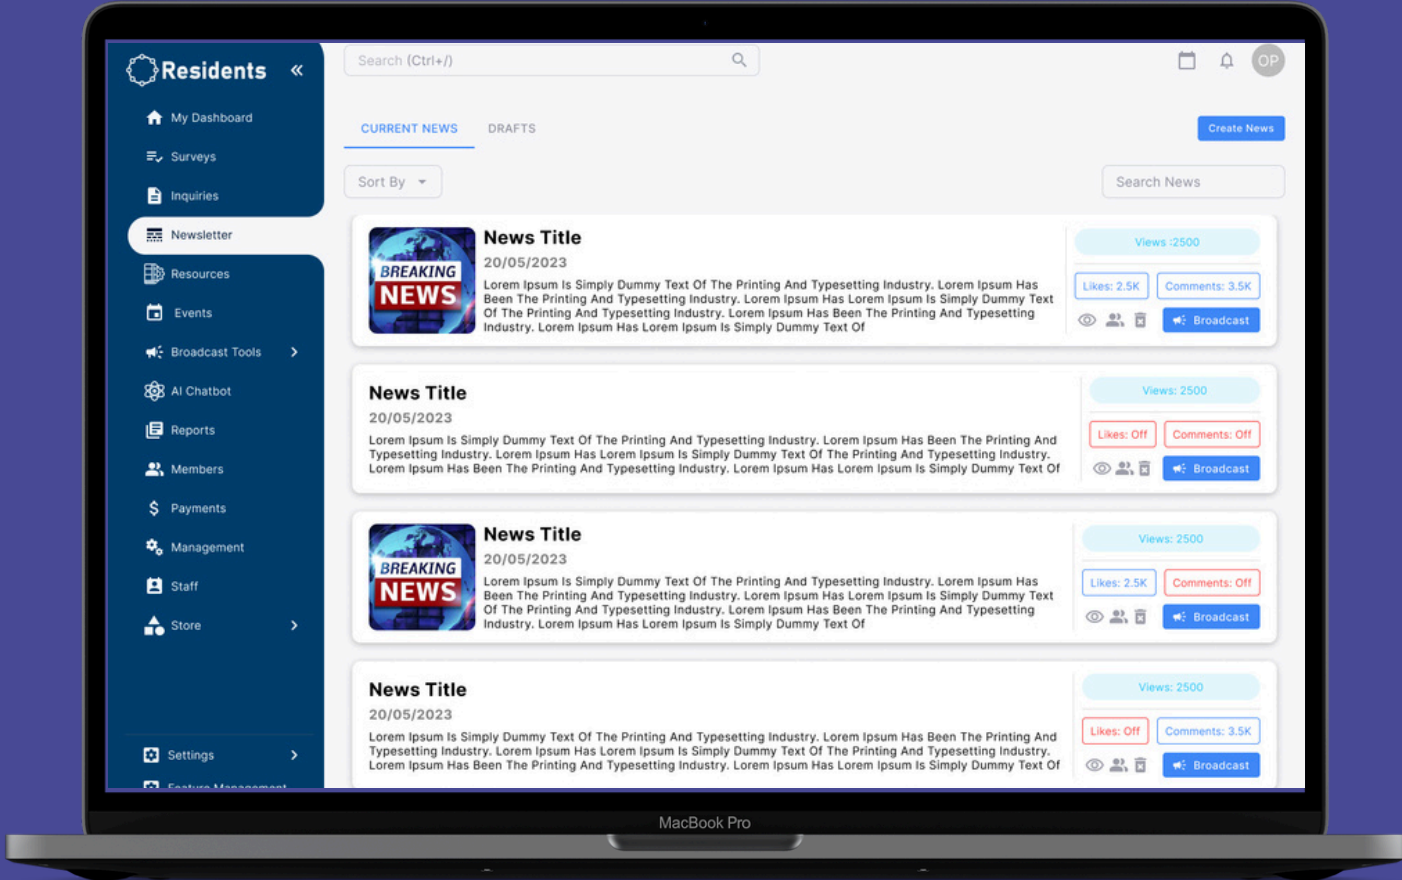 Residents
«
Search (Ctrl+/)
OP
My Dashboard
Surveys
Inquiries
Newsletter
Resources
Events
Broadcast Tools
AI Chatbot
Reports
Members
Payments
Management
Staff
Store
Settings
Feature Management
CURRENT NEWS DRAFTS
Create News
Sort By
Search News
BREAKING
NEWS
News Title
20/05/2023
Lorem Ipsum Is Simply Dummy Text Of The Printing And Typesetting Industry. Lorem Ipsum Has
Been The Printing And Typesetting Industry. Lorem Ipsum Has Lorem Ipsum Is Simply Dummy Text
Of The Printing And Typesetting Industry. Lorem Ipsum Has Been The Printing And Typesetting
Industry. Lorem Ipsum Has Lorem Ipsum Is Simply Dummy Text Of
Views :2500
Likes: 2.5K Comments: 3.5K
Broadcast
News Title
20/05/2023
Lorem Ipsum Is Simply Dummy Text Of The Printing And Typesetting Industry. Lorem Ipsum Has Been The Printing And
Typesetting Industry. Lorem Ipsum Has Lorem Ipsum Is Simply Dummy Text Of The Printing And Typesetting Industry.
Lorem Ipsum Has Been The Printing And Typesetting Industry. Lorem Ipsum Has Lorem Ipsum Is Simply Dummy Text Of
Views: 2500
Likes: Off Comments: Off
Broadcast
BREAKING
NEWS
News Title
20/05/2023
Lorem Ipsum Is Simply Dummy Text Of The Printing And Typesetting Industry. Lorem Ipsum Has
Been The Printing And Typesetting Industry. Lorem Ipsum Has Lorem Ipsum Is Simply Dummy Text
Of The Printing And Typesetting Industry. Lorem Ipsum Has Been The Printing And Typesetting
Industry. Lorem Ipsum Has Lorem Ipsum Is Simply Dummy Text Of
Views: 2500
Likes: 2.5K Comments: Off
Broadcast
News Title
20/05/2023
Lorem Ipsum Is Simply Dummy Text Of The Printing And Typesetting Industry. Lorem Ipsum Has Been The Printing And
Typesetting Industry. Lorem Ipsum Has Lorem Ipsum Is Simply Dummy Text Of The Printing And Typesetting Industry.
Lorem Ipsum Has Been The Printing And Typesetting Industry. Lorem Ipsum Has Lorem Ipsum Is Simply Dummy Text Of
Views: 2500
Likes: Off Comments: 3.5K
Broadcast
MacBook Pro